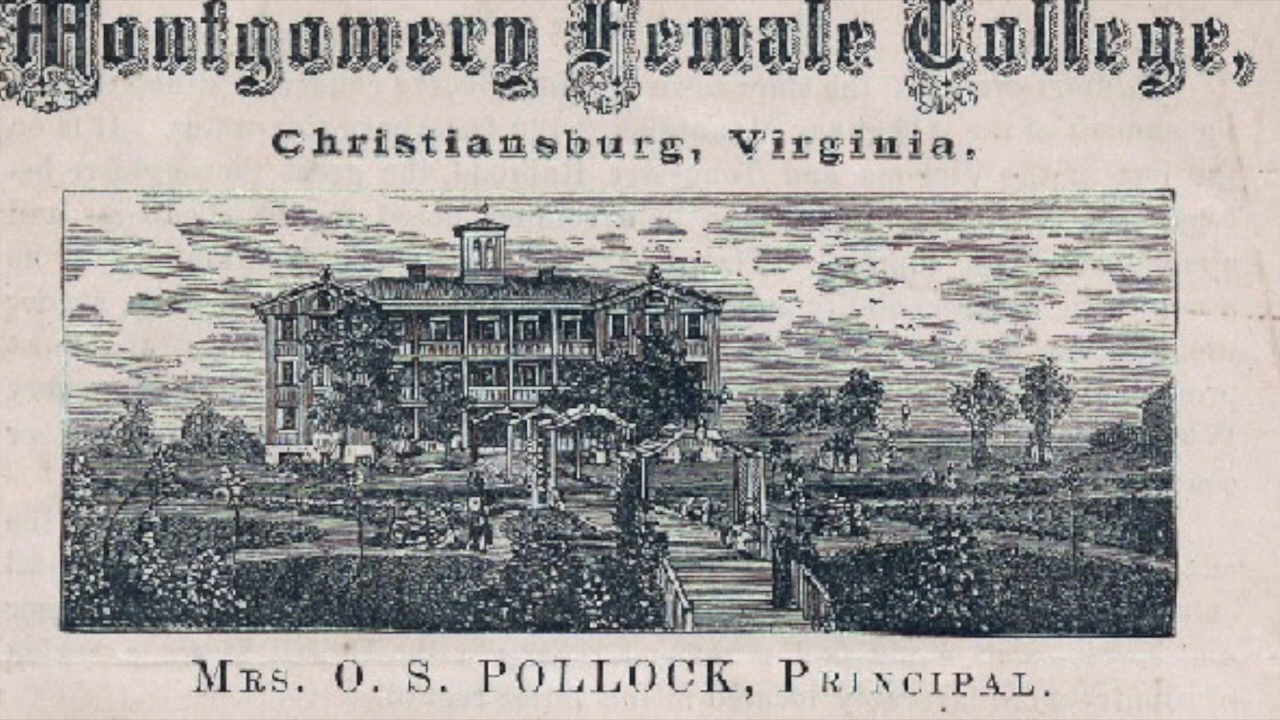 Montgomery Female College,
Christiansburg, Virginia.
MRS. O. S. POLLOCK, PRINCIPAL.